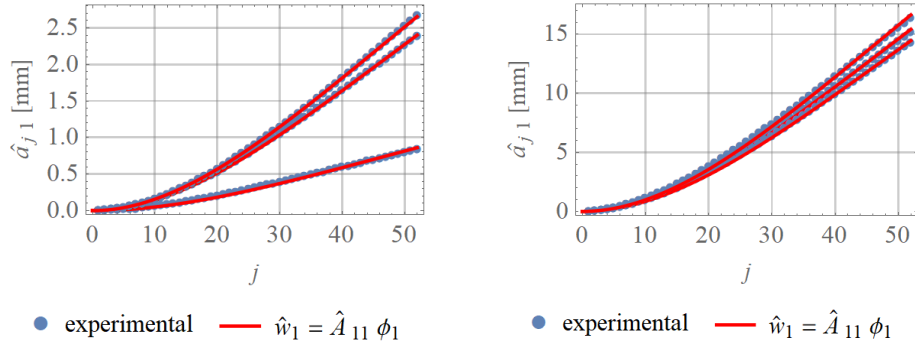 2.5
2.0
1.5
1.0
0.5
0.0
â_{j 1} [mm]
0 10 20 30 40 50
j
experimental ŵ_1 = Â_{11} ϕ_1
15
10
5
0
â_{j 1} [mm]
0 10 20 30 40 50
j
experimental ŵ_1 = Â_{11} ϕ_1